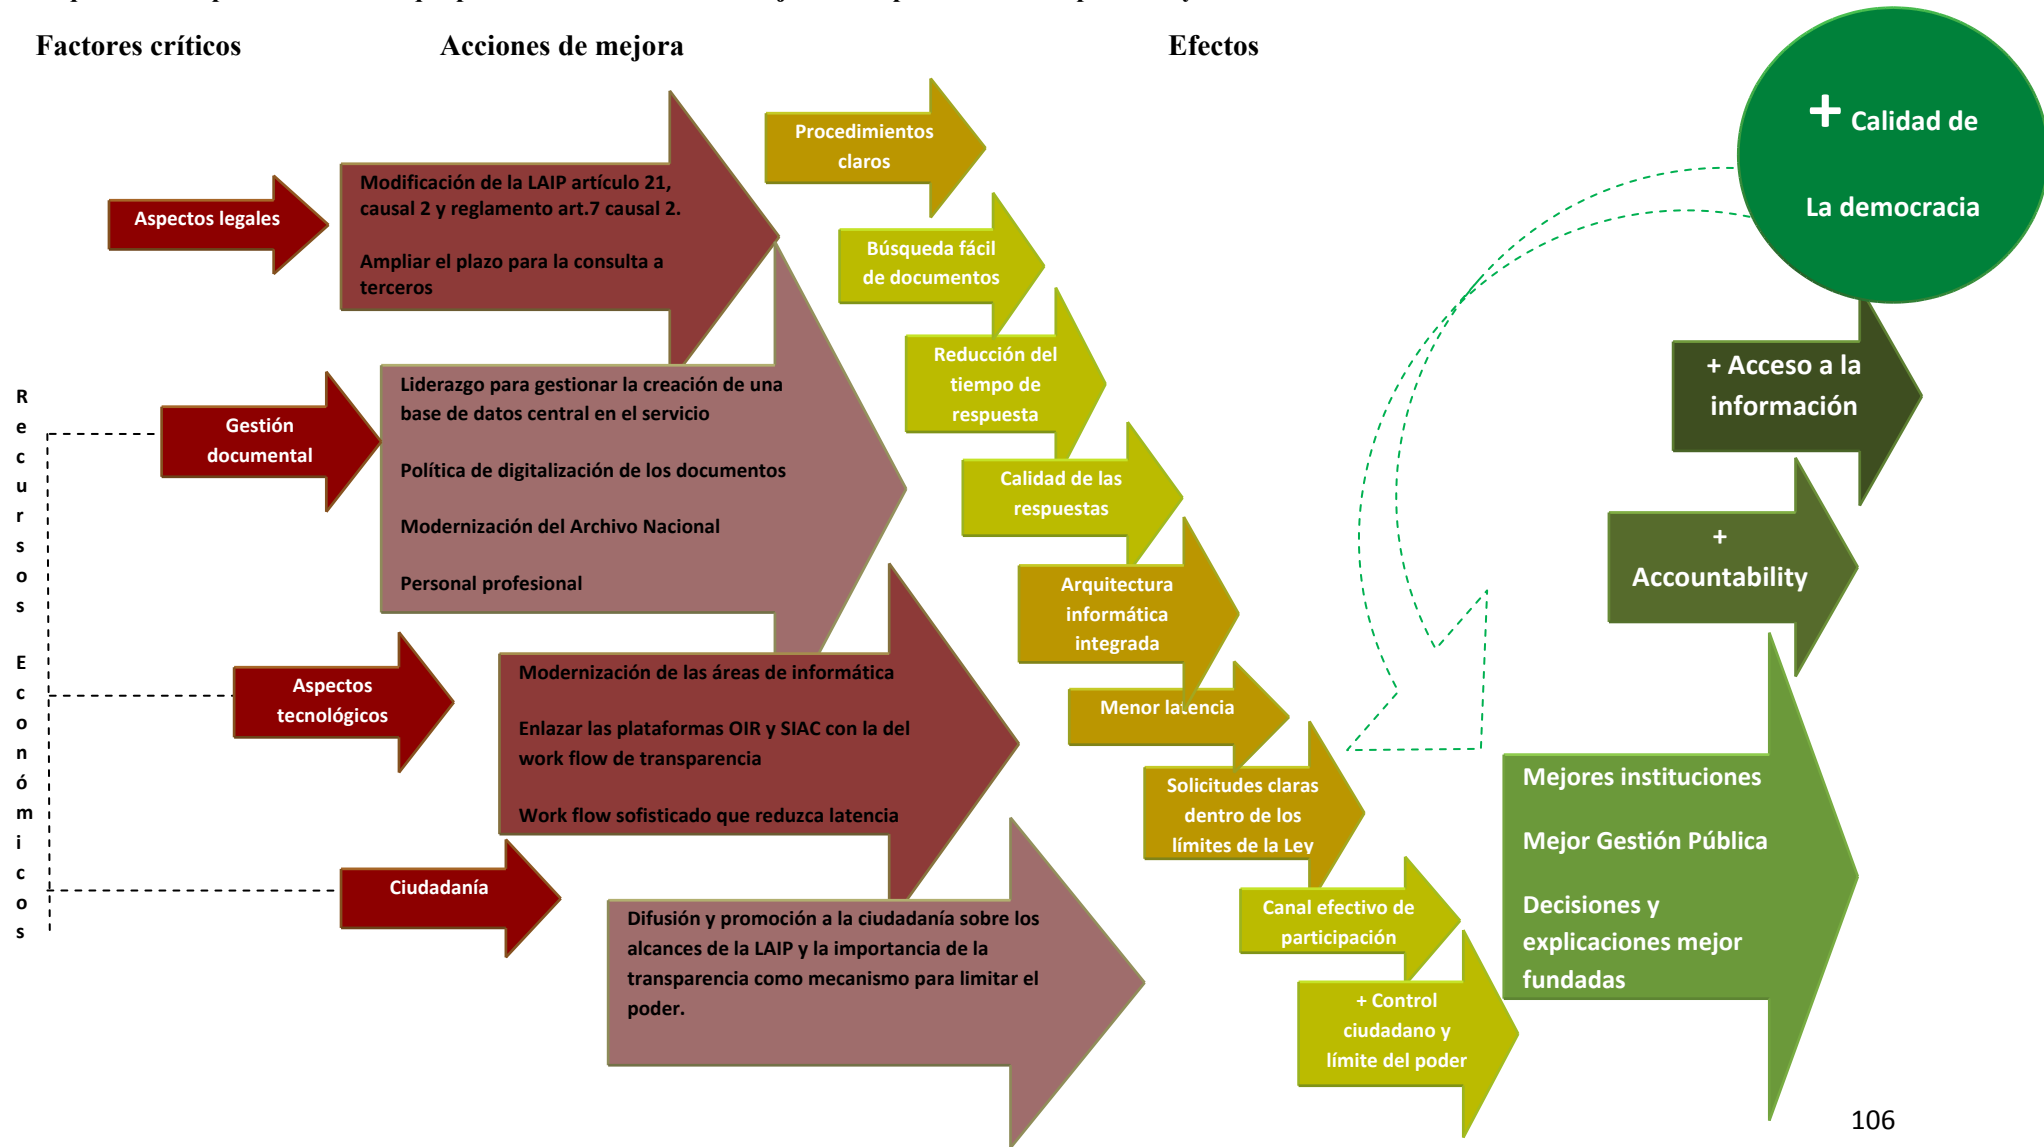 Factores críticos
Acciones de mejora
Efectos
Recursos Económicos
Aspectos legales
Gestión
documental
Aspectos
tecnológicos
Ciudadanía
Modificación de la LAIP artículo 21,
causal 2 y reglamento art.7 causal 2.
Ampliar el plazo para la consulta a
terceros
Liderazgo para gestionar la creación de una
base de datos central en el servicio
Política de digitalización de los documentos
Modernización del Archivo Nacional
Personal profesional
Modernización de las áreas de informática
Enlazar las plataformas OIR y SIAC con la del
work flow de transparencia
Work flow sofisticado que reduzca latencia
Difusión y promoción a la ciudadanía sobre los
alcances de la LAIP y la importancia de la
transparencia como mecanismo para limitar el
poder.
Procedimientos
claros
Búsqueda fácil
de documentos
Reducción del
tiempo de
respuesta
Calidad de las
respuestas
Arquitectura
informática
integrada
Menor latencia
Solicitudes claras
dentro de los
límites de la Ley
Canal efectivo de
participación
+ Control
ciudadano y
límite del poder
+ Calidad de
La democracia
+ Acceso a la
información
+
Accountability
Mejores instituciones
Mejor Gestión Pública
Decisiones y
explicaciones mejor
fundadas
106